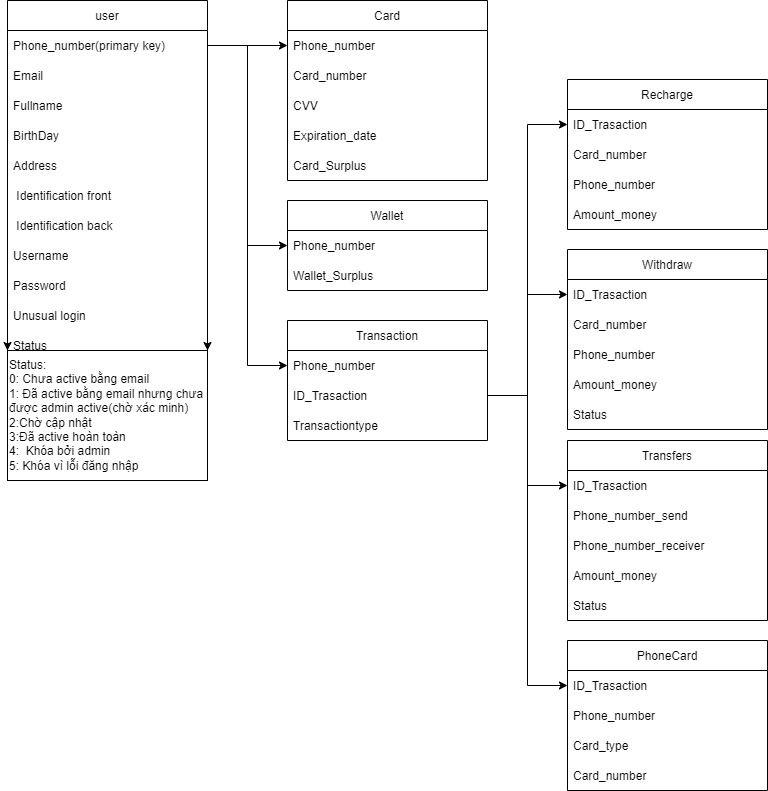 user
Phone_number(primary key)
Email
Fullname
BirthDay
Address
Identification front
Identification back
Username
Password
Unusual login
Status
Status:
0: Chưa active bằng email
1: Đã active bằng email nhưng chưa
được admin active(chờ xác minh)
2:Chờ cập nhật
3:Đã active hoàn toàn
4: Khóa bởi admin
5: Khóa vì lỗi đăng nhập
Card
Phone_number
Card_number
CVV
Expiration_date
Card_Surplus
Wallet
Phone_number
Wallet_Surplus
Transaction
Phone_number
ID_Trasaction
Transactiontype
Recharge
ID_Trasaction
Card_number
Phone_number
Amount_money
Withdraw
ID_Trasaction
Card_number
Phone_number
Amount_money
Status
Transfers
ID_Trasaction
Phone_number_send
Phone_number_receiver
Amount_money
Status
PhoneCard
ID_Trasaction
Phone_number
Card_type
Card_number